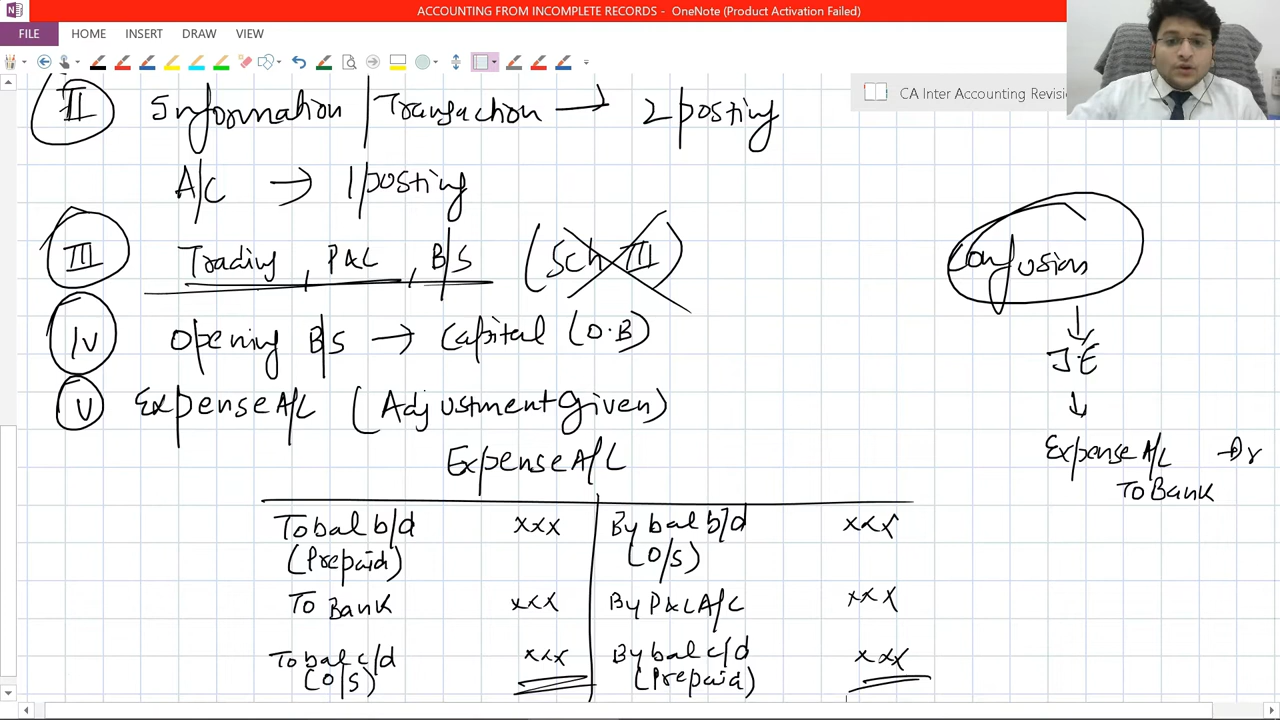 ACCOUNTING FROM INCOMPLETE RECORDS - OneNote (Product Activation Failed)
FILE HOME INSERT DRAW VIEW
CA Inter Accounting Revisi
II Information / Transaction → 2 posting
A/C → 1 posting
III Trading, P&L, B/S (Sch III)
IV Opening B/S → Capital (O.B)
V Expense A/C (Adjustment Given)
Expense A/C
To bal b/d xxx By bal b/d xxx
(Prepaid) (O/S)
To Bank xxx By P&L A/C xxx
To bal c/d xxx By bal c/d xxx
(O/S) (Prepaid)
Confusion
↓
J.E
↓
Expense A/C Dr
To Bank